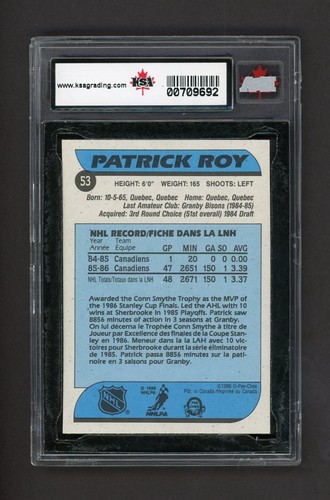 www.ksagrading.com
KSA
00709692
PATRICK ROY
53
HEIGHT: 6'0" WEIGHT: 165 SHOOTS: LEFT
Born: 10-5-65, Quebec, Quebec Home: Quebec, Quebec
Last Amateur Club: Granby Bisons (1984-85)
Acquired: 3rd Round Choice (51st overall) 1984 Draft
NHL RECORD/FICHE DANS LA LNH
Year Team
Année Équipe GP MIN GA SO AVG
84-85 Canadiens 1 20 0 0 0.00
85-86 Canadiens 47 2651 150 1 3.39
NHL Totals/Totaux dans la LNH 48 2671 150 1 3.37
Awarded the Conn Smythe Trophy as the MVP of
the 1986 Stanley Cup Finals. Led the AHL with 10
wins at Sherbrooke in 1985 Playoffs. Patrick saw
8856 minutes of action in 3 seasons at Granby.
On lui décerna le Trophée Conn Smythe à titre de
joueur par Excellence des finales de la Coupe Stan-
ley en 1986. Meneur dans la LAH avec 10 vic-
toires pour Sherbrooke durant la série éliminatoire
de 1985. Patrick passa 8856 minutes sur la pati-
noire en 3 saisons pour Granby.
NHL
© 1986
NHLPA
NHLPA
©1986 O-Pee-Chee
Ptd. in Canada/Imprimé au Canada